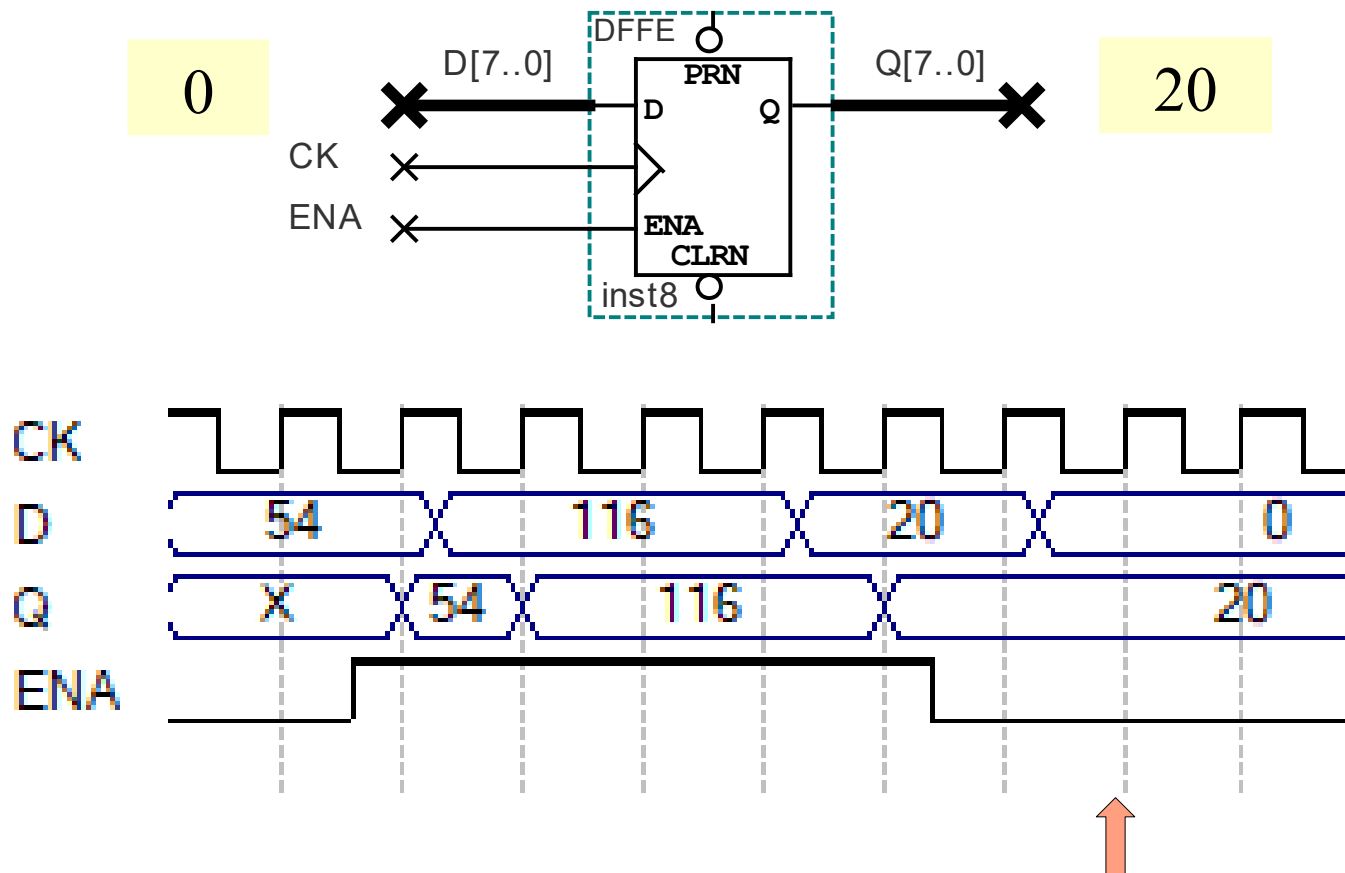 DFFE
0
D[7..0]
PRN
Q[7..0]
20
D
Q
CK
ENA
ENA
CLRN
inst8
CK
D
54
116
20
0
Q
X
54
116
20
ENA